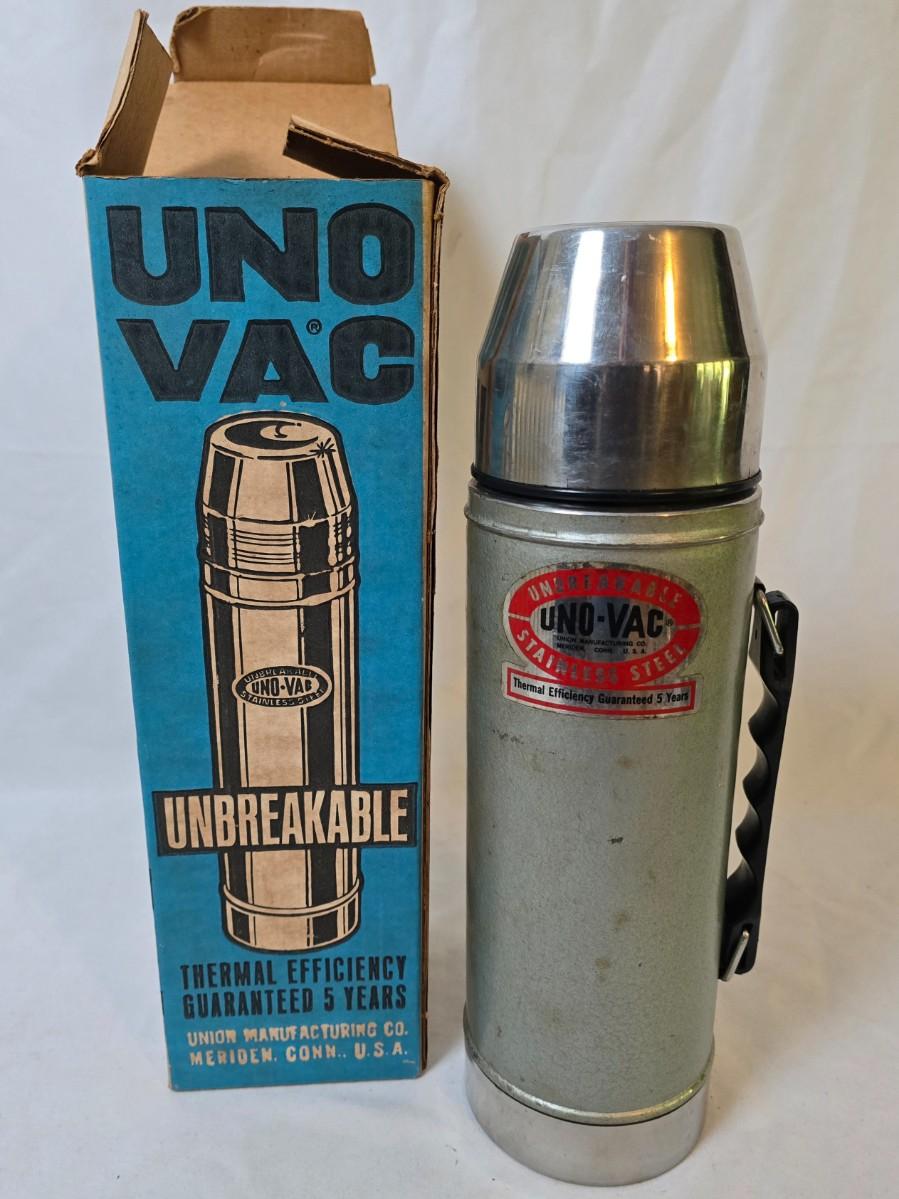 UNO
VAC®
UNBREAKABLE
UNO-VAC
STAINLESS STEEL
UNBREAKABLE
THERMAL EFFICIENCY
GUARANTEED 5 YEARS
UNION MANUFACTURING CO.
MERIDEN, CONN., U.S.A.
UNBREAKABLE
UNO-VAC®
UNION MANUFACTURING CO.
MERIDEN, CONN. U.S.A.
STAINLESS STEEL
Thermal Efficiency Guaranteed 5 Years